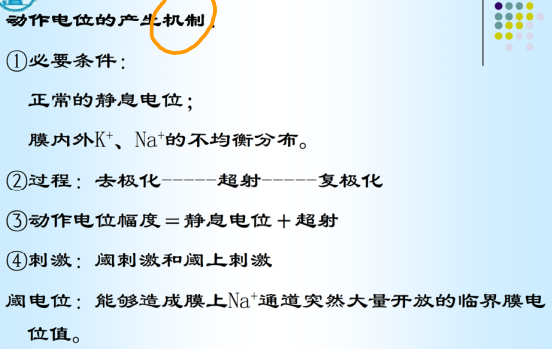 动作电位的产生机制：
①必要条件：
正常的静息电位；
膜内外K⁺、Na⁺的不均衡分布。
②过程：去极化-----超射-----复极化
③动作电位幅度＝静息电位＋超射
④刺激：阈刺激和阈上刺激
阈电位：能够造成膜上Na⁺通道突然大量开放的临界膜电
位值。